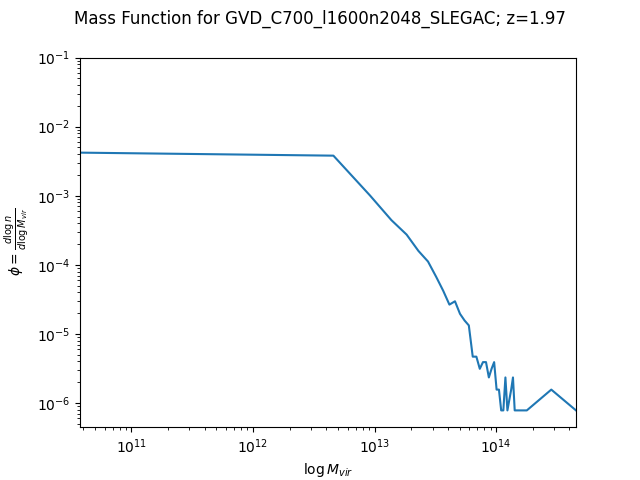 Mass Function for GVD_C700_l1600n2048_SLEGAC; z=1.97
10⁻¹
10⁻²
10⁻³
10⁻⁴
10⁻⁵
10⁻⁶
ϕ = d log n / d log M_vir
10¹¹ 10¹² 10¹³ 10¹⁴
log M_vir